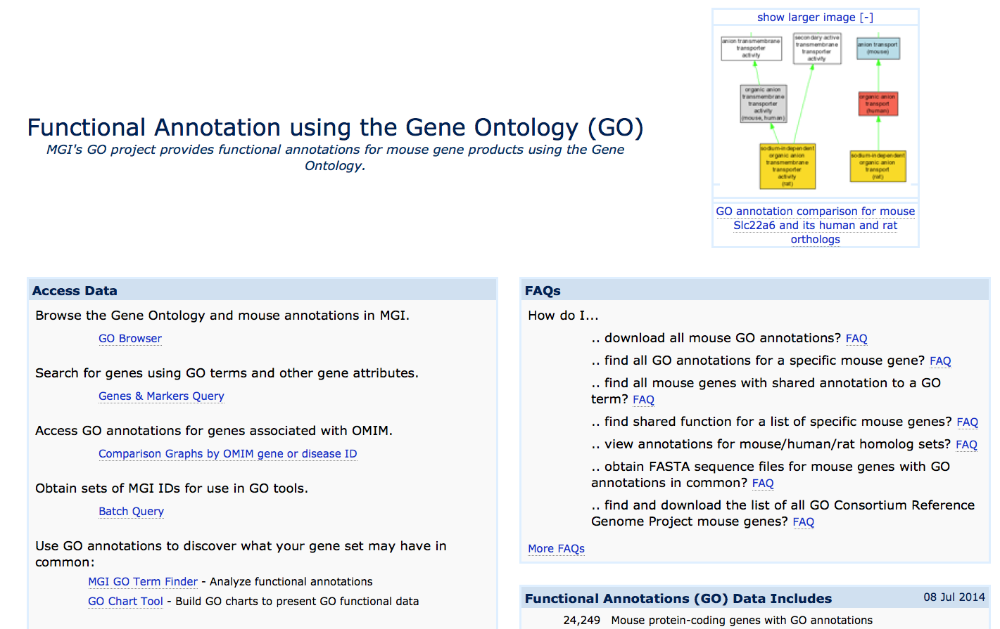 show larger image [-]
anion transmembrane
transporter
activity
secondary active
transmembrane
transporter
activity
anion transport
(mouse)
organic anion
transmembrane
transporter
activity
(mouse, human)
organic anion
transport
(human)
sodium-independent
organic anion
transmembrane
transporter
activity
(rat)
sodium-independent
organic anion
transport
(rat)
GO annotation comparison for mouse
Slc22a6 and its human and rat
orthologs
Functional Annotation using the Gene Ontology (GO)
MGI's GO project provides functional annotations for mouse gene products using the Gene
Ontology.
Access Data
Browse the Gene Ontology and mouse annotations in MGI.
GO Browser
Search for genes using GO terms and other gene attributes.
Genes & Markers Query
Access GO annotations for genes associated with OMIM.
Comparison Graphs by OMIM gene or disease ID
Obtain sets of MGI IDs for use in GO tools.
Batch Query
Use GO annotations to discover what your gene set may have in
common:
MGI GO Term Finder - Analyze functional annotations
GO Chart Tool - Build GO charts to present GO functional data
FAQs
How do I...
.. download all mouse GO annotations? FAQ
.. find all GO annotations for a specific mouse gene? FAQ
.. find all mouse genes with shared annotation to a GO
term? FAQ
.. find shared function for a list of specific mouse genes? FAQ
.. view annotations for mouse/human/rat homolog sets? FAQ
.. obtain FASTA sequence files for mouse genes with GO
annotations in common? FAQ
.. find and download the list of all GO Consortium Reference
Genome Project mouse genes? FAQ
More FAQs
Functional Annotations (GO) Data Includes 08 Jul 2014
24,249 Mouse protein-coding genes with GO annotations